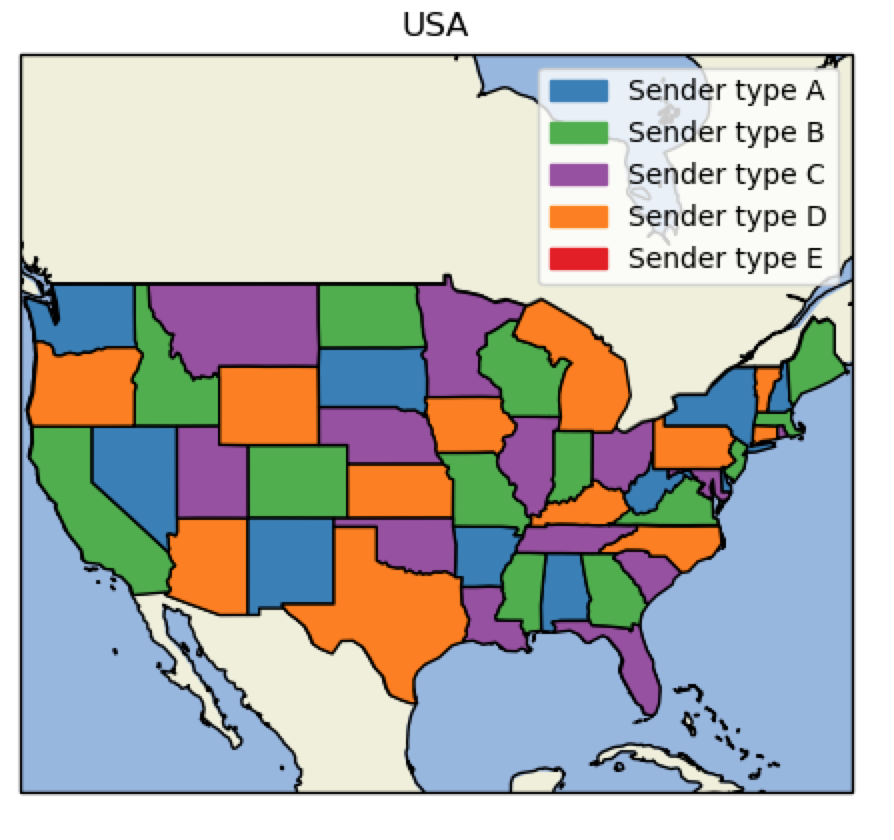 USA
Sender type A
Sender type B
Sender type C
Sender type D
Sender type E